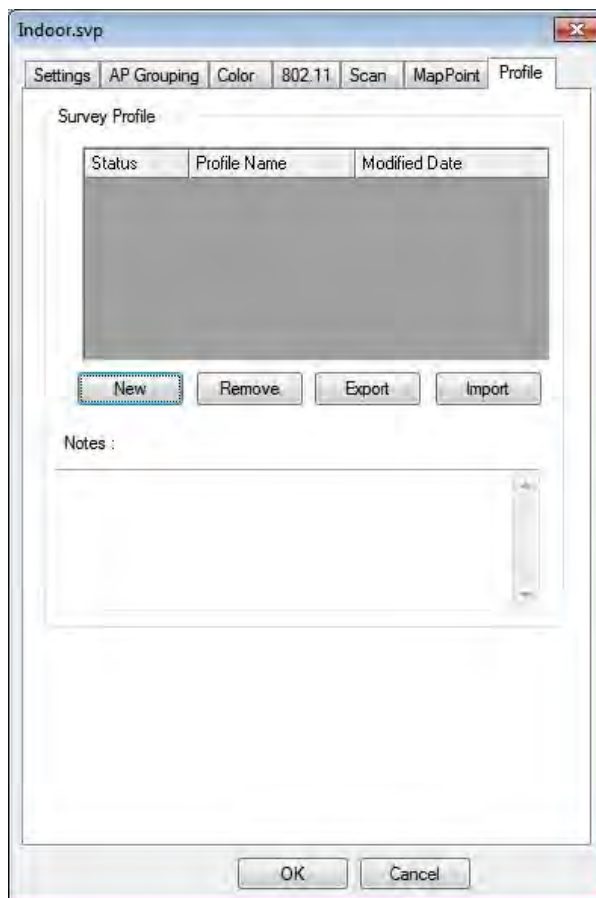 Indoor.svp
Settings AP Grouping Color 802.11 Scan MapPoint Profile
Survey Profile
Status Profile Name Modified Date
New Remove Export Import
Notes :
OK Cancel